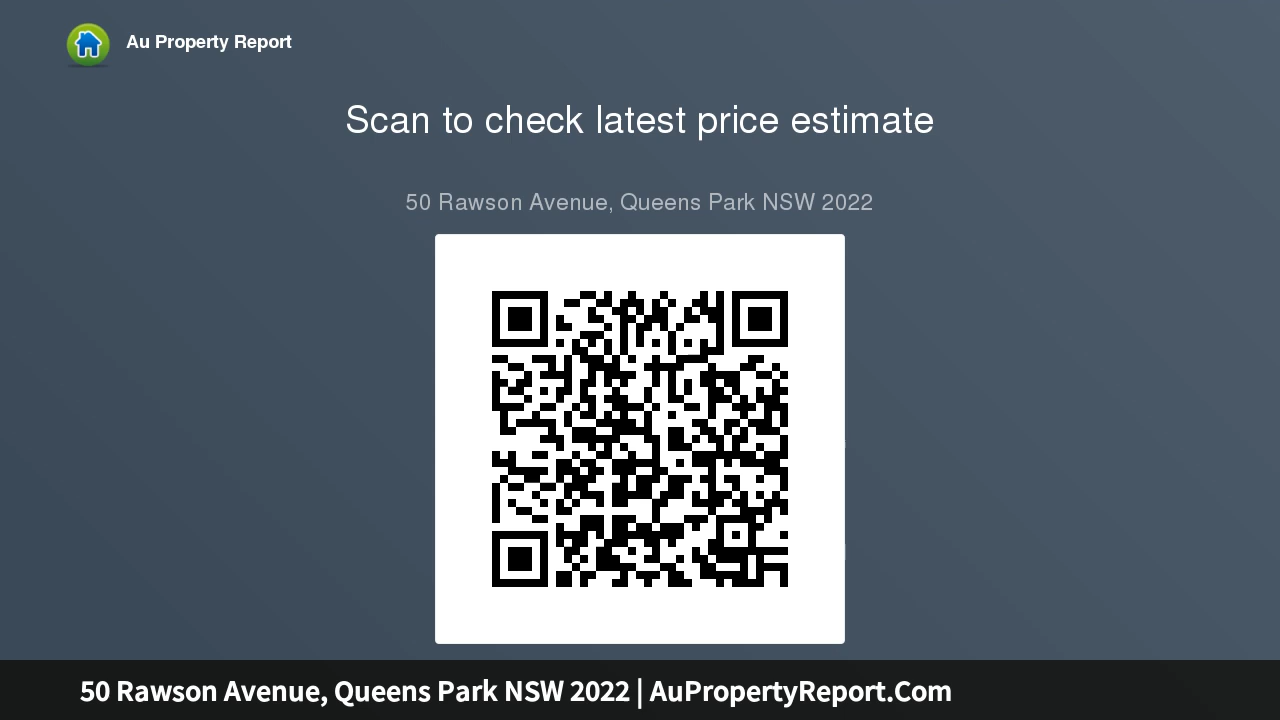 Au Property Report
Scan to check latest price estimate
50 Rawson Avenue, Queens Park NSW 2022
50 Rawson Avenue, Queens Park NSW 2022 | AuPropertyReport.Com